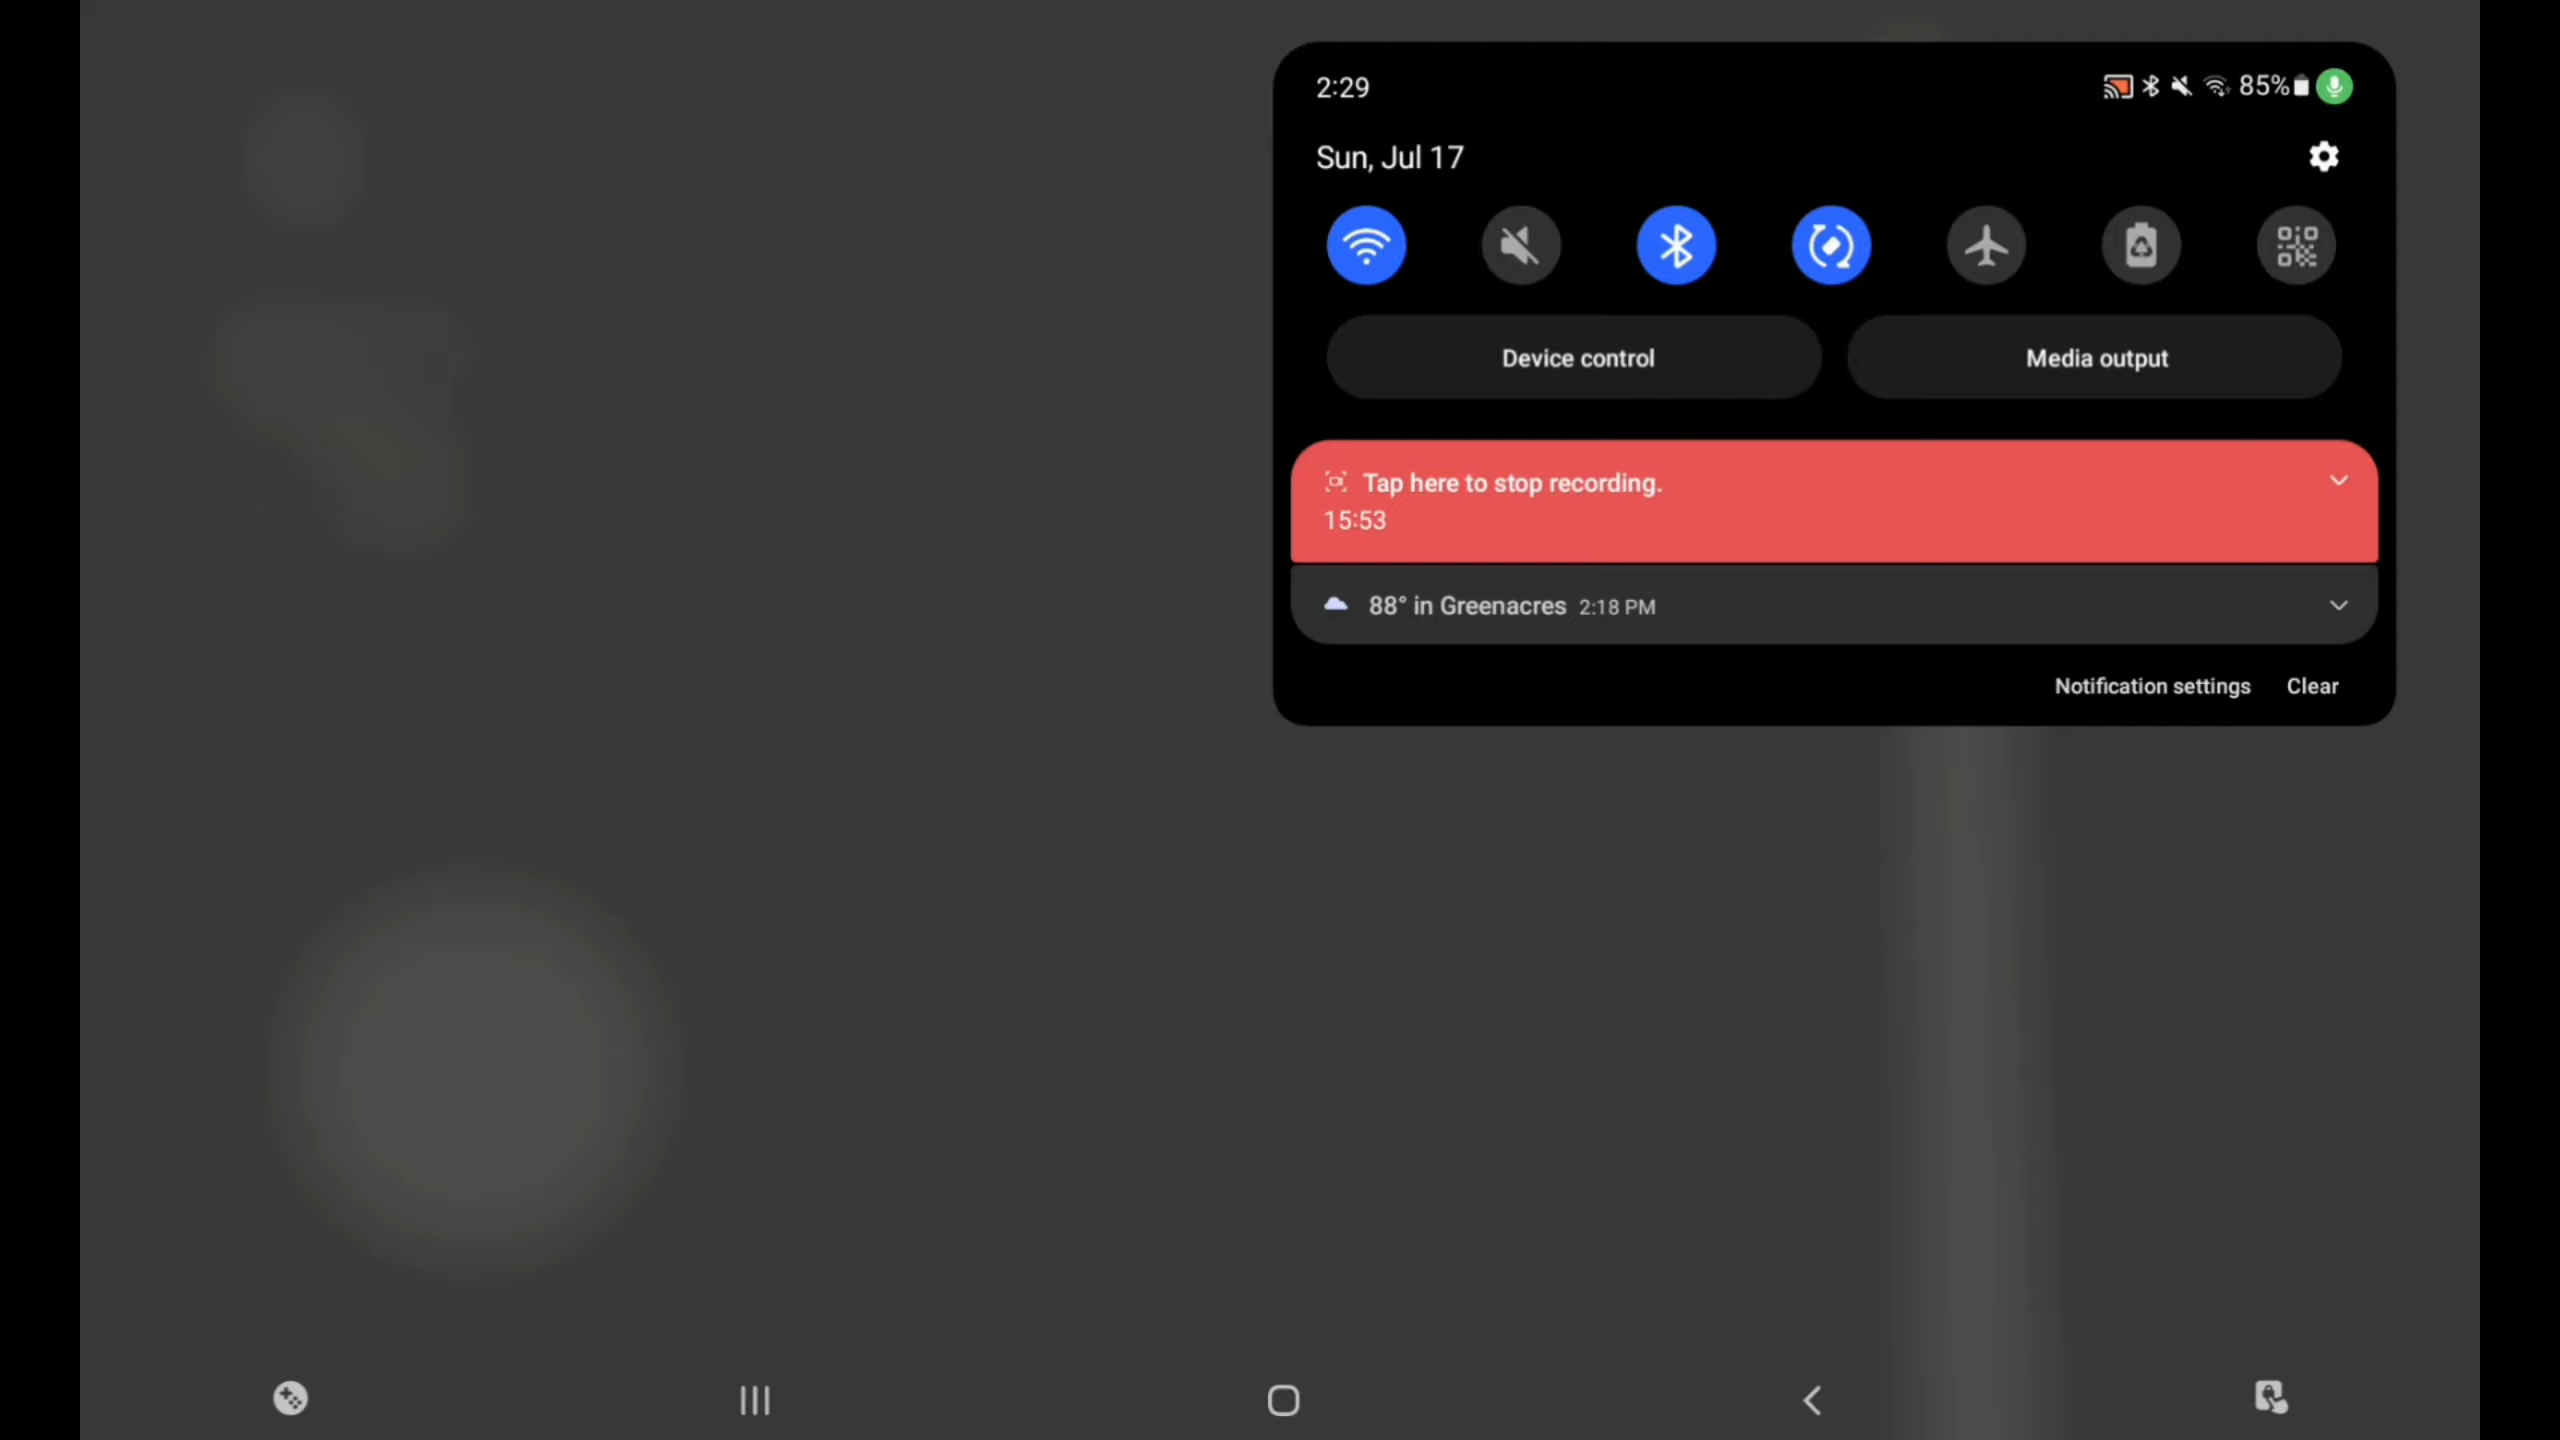 2:29
85%
Sun, Jul 17
Device control
Media output
Tap here to stop recording.
15:53
88° in Greenacres 2:18 PM
Notification settings
Clear